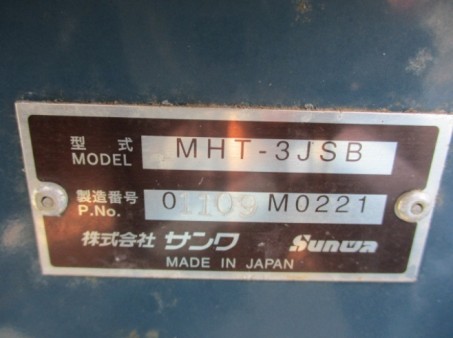 型式 MHT-3JSB
MODEL
製造番号 01109 M0221
P.No.
株式会社 サンワ Sunwa
MADE IN JAPAN